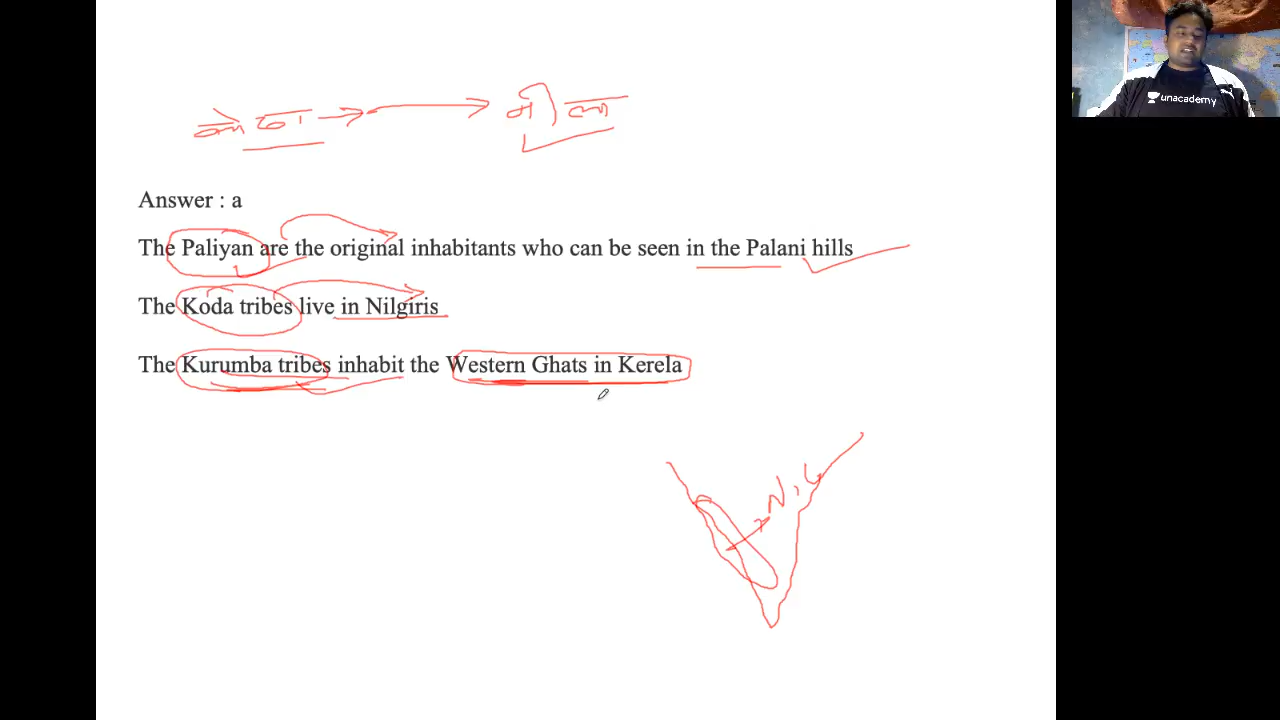 कोटा → नीला
Answer : a
The Paliyan are the original inhabitants who can be seen in the Palani hills
The Koda tribes live in Nilgiris
The Kurumba tribes inhabit the Western Ghats in Kerela
unacademy